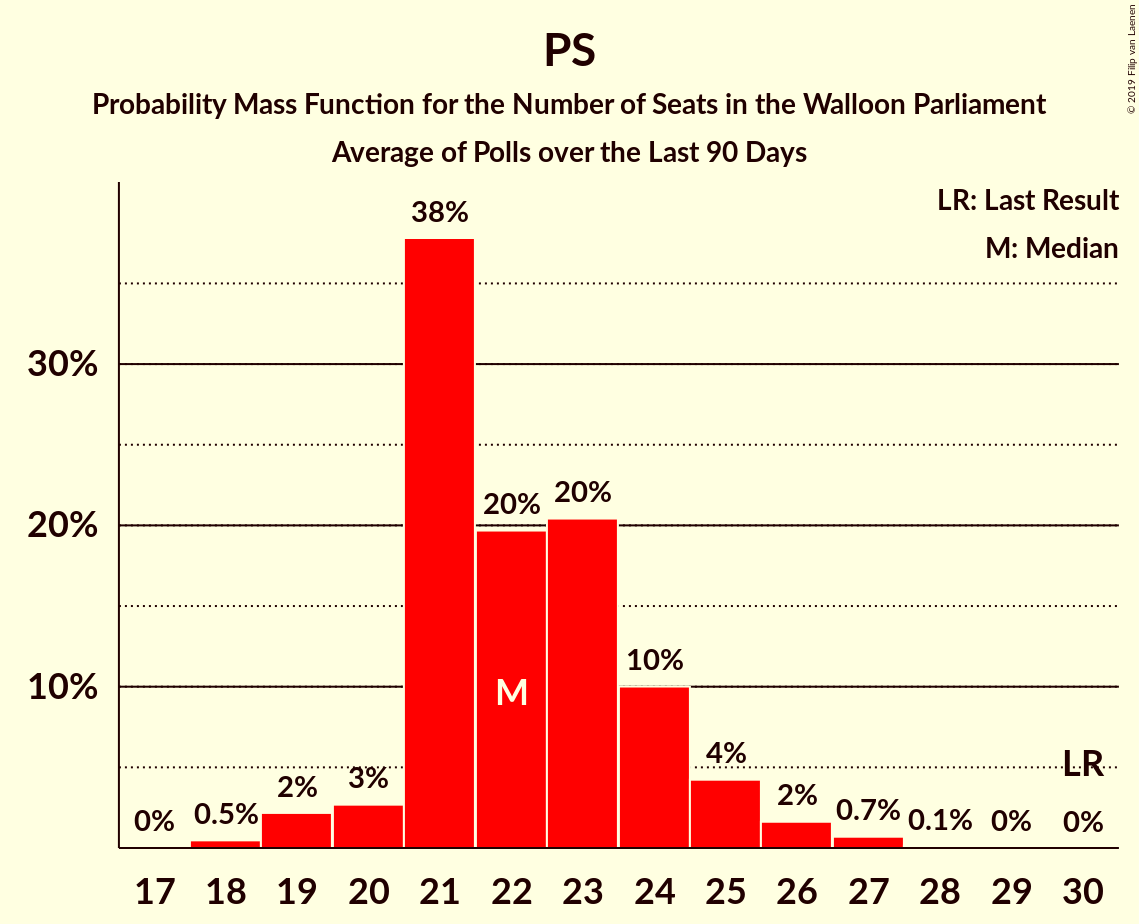 PS
Probability Mass Function for the Number of Seats in the Walloon Parliament
Average of Polls over the Last 90 Days
© 2019 Filip van Laenen
LR: Last Result
M: Median
38%
30%
20%
20% 20%
10%
10%
M
4%
LR
0% 0.5% 2% 3% 2% 0.7% 0.1% 0% 0%
17 18 19 20 21 22 23 24 25 26 27 28 29 30